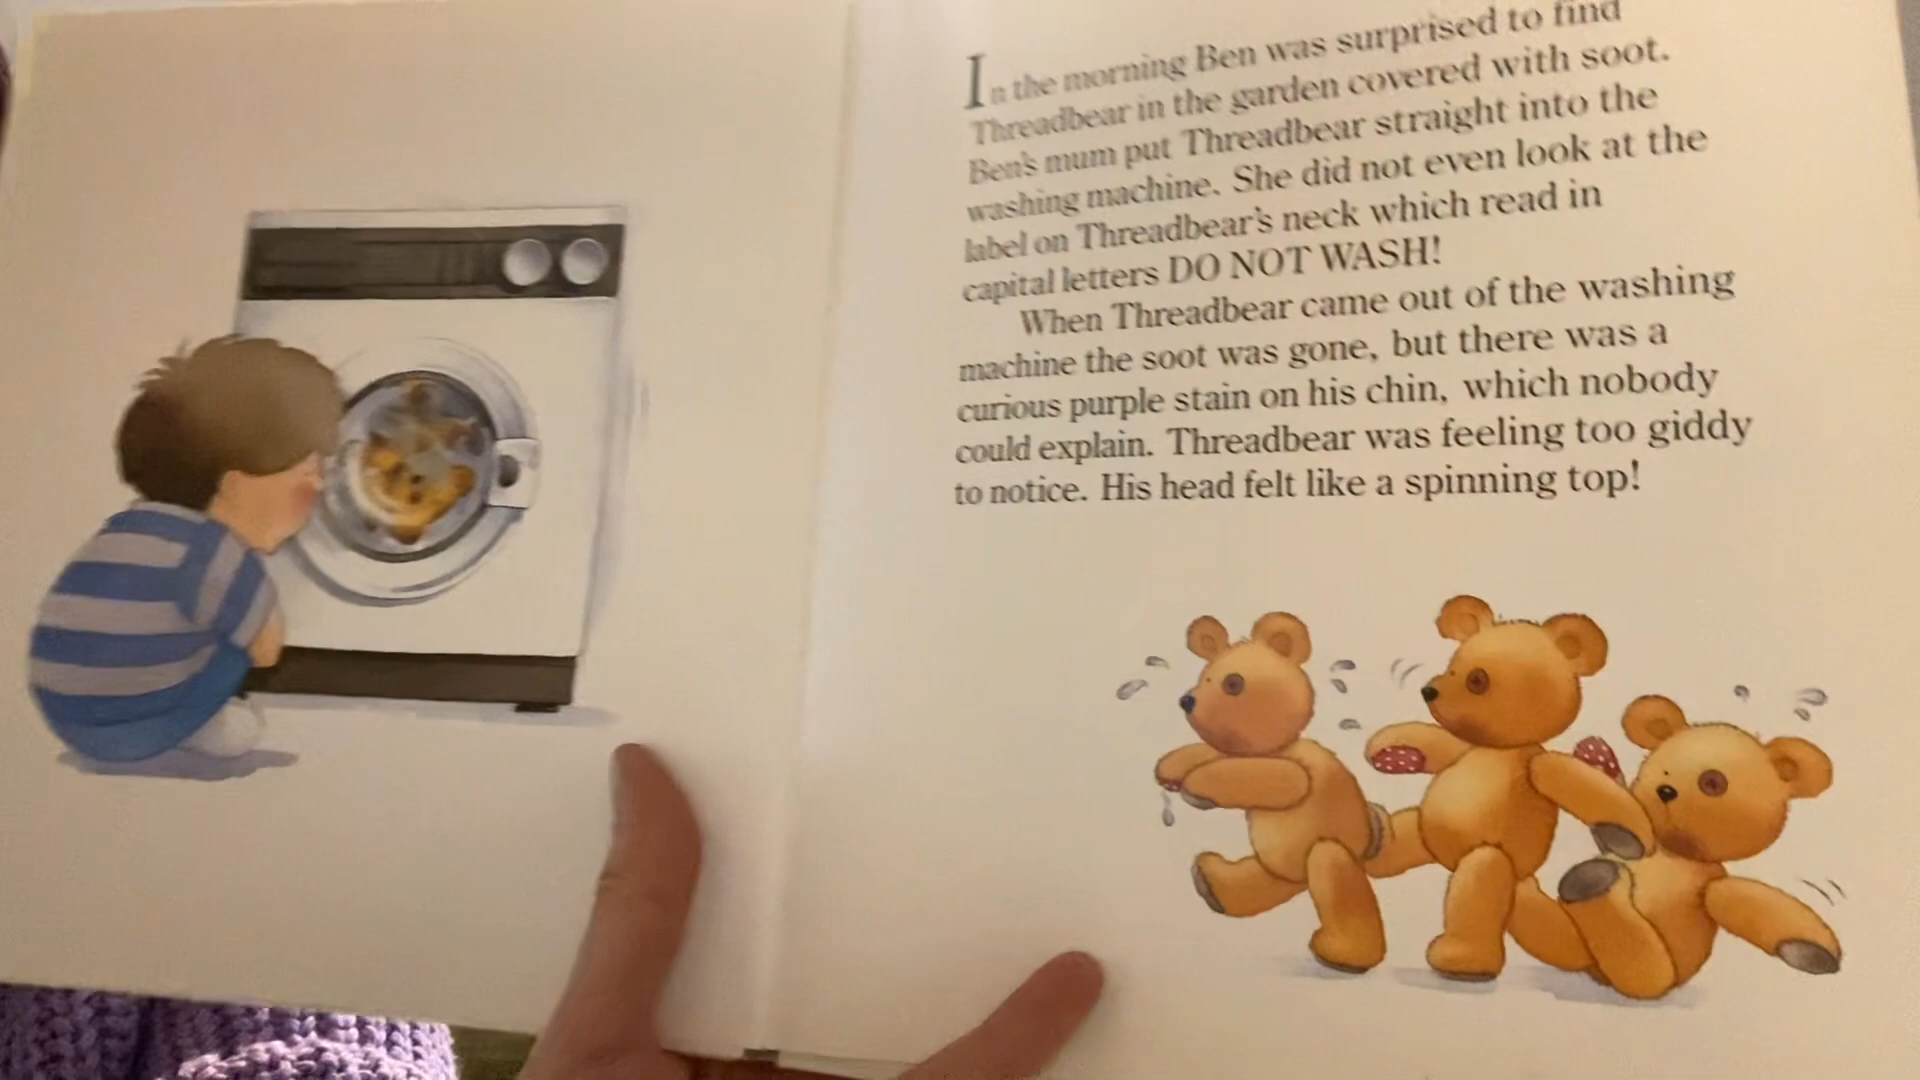 In the morning Ben was surprised to find
Threadbear in the garden covered with soot.
Ben's mum put Threadbear straight into the
washing machine. She did not even look at the
label on Threadbear's neck which read in
capital letters DO NOT WASH!
When Threadbear came out of the washing
machine the soot was gone, but there was a
curious purple stain on his chin, which nobody
could explain. Threadbear was feeling too giddy
to notice. His head felt like a spinning top!